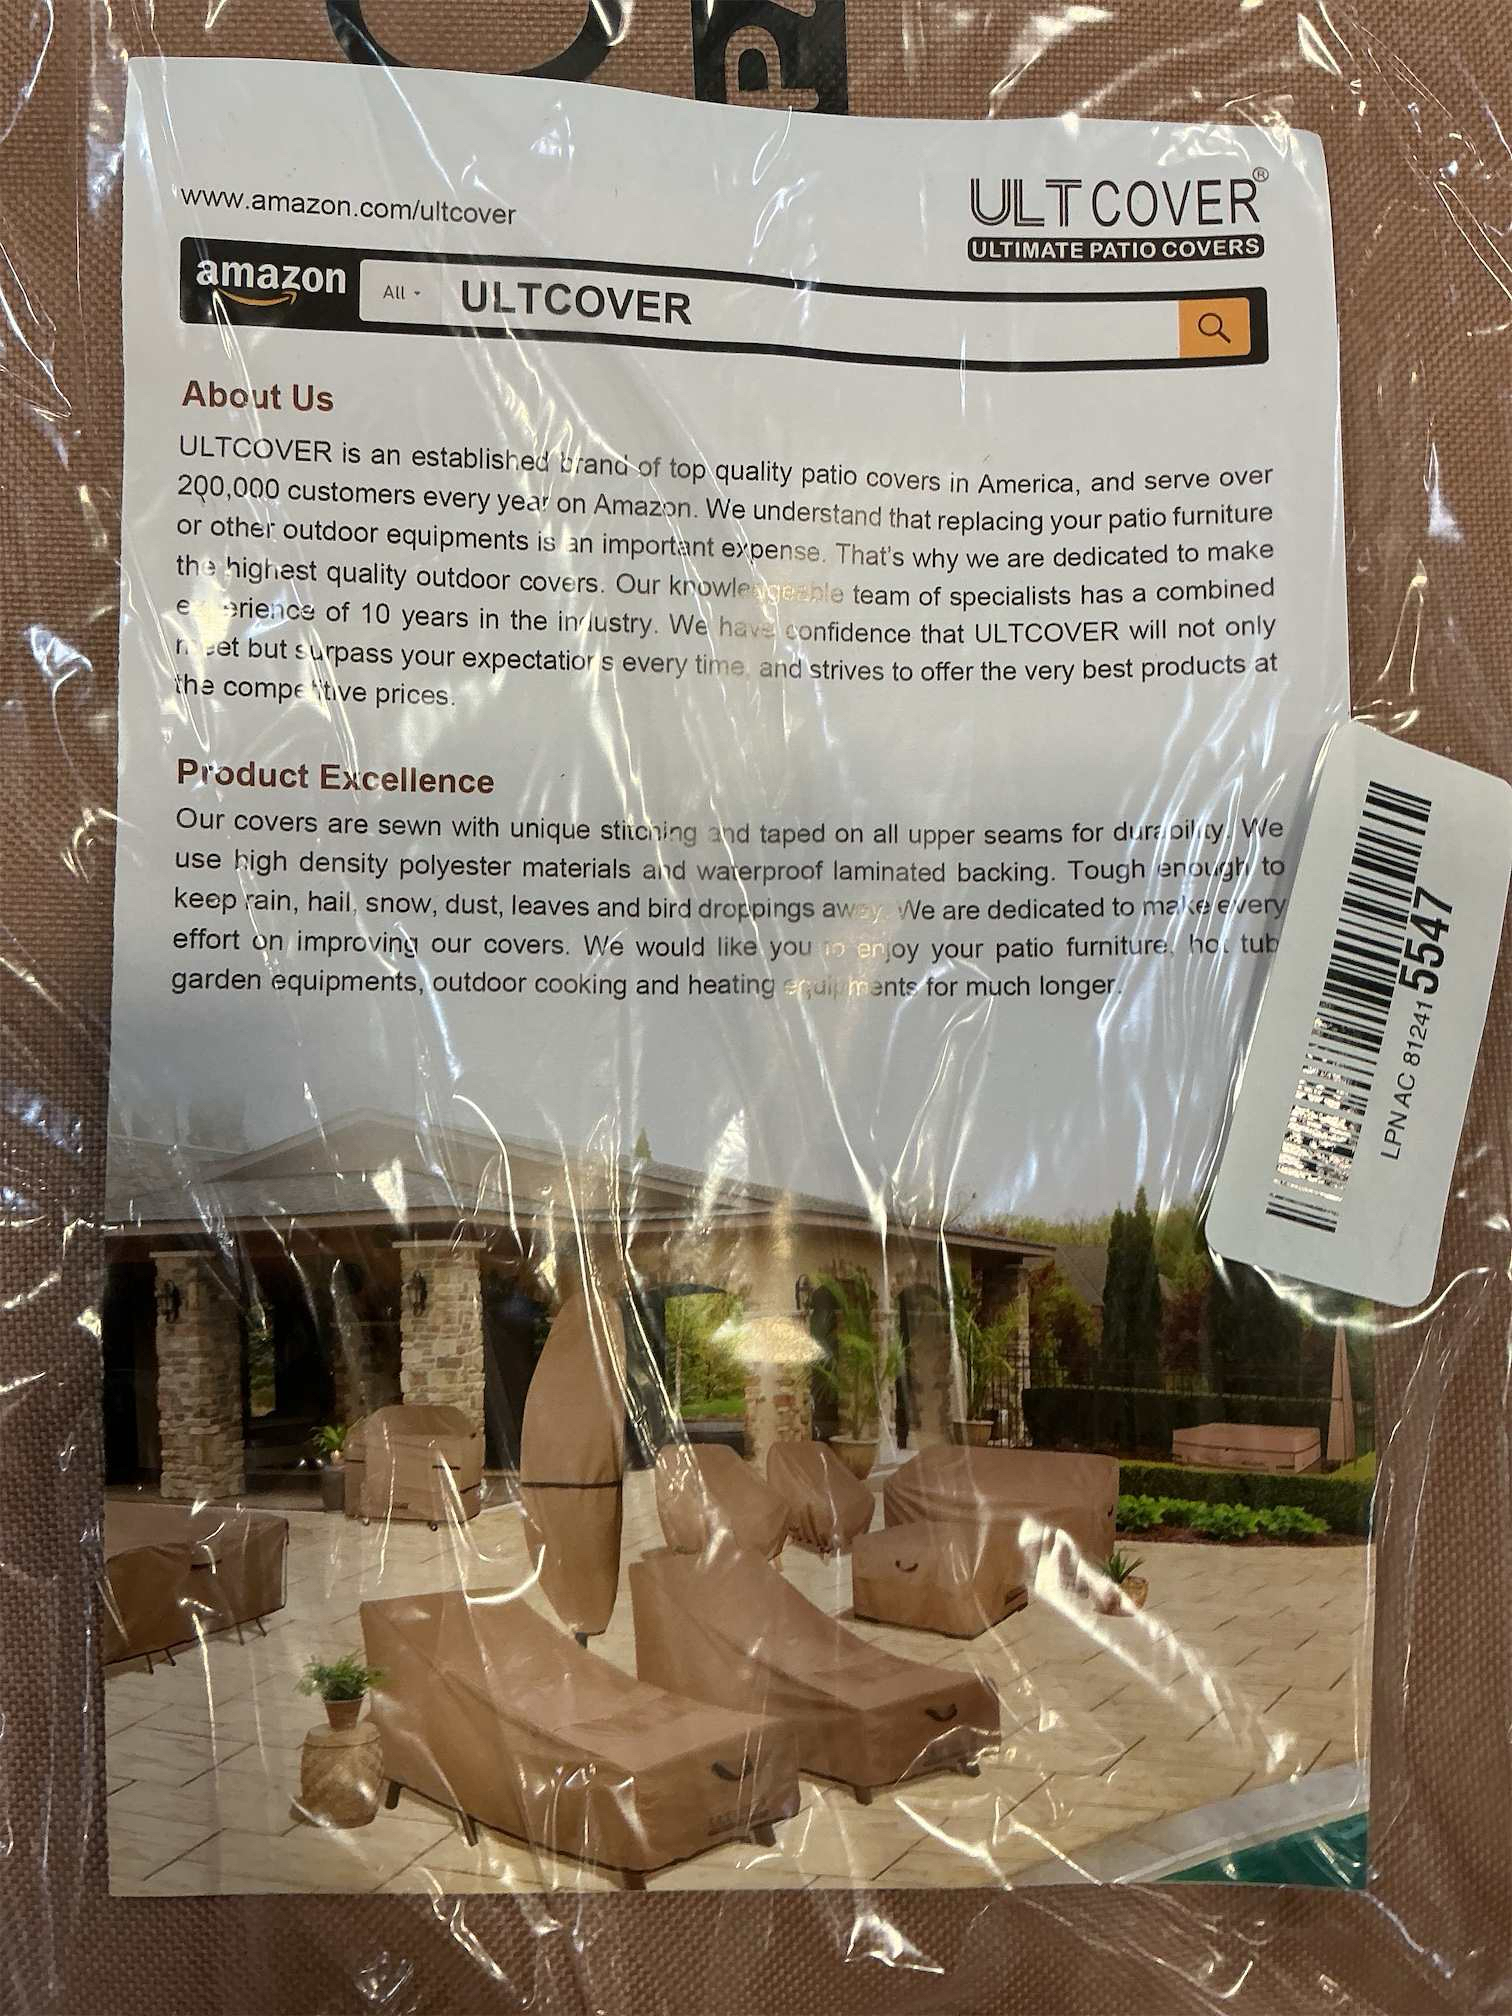 www.amazon.com/ultcover
ULTCOVER®
ULTIMATE PATIO COVERS
amazon All ULTCOVER
About Us
ULTCOVER is an established brand of top quality patio covers in America, and serve over
200,000 customers every year on Amazon. We understand that replacing your patio furniture
or other outdoor equipments is an important expense. That's why we are dedicated to make
the highest quality outdoor covers. Our knowledgeable team of specialists has a combined
experience of 10 years in the industry. We have confidence that ULTCOVER will not only
meet but surpass your expectations every time, and strives to offer the very best products at
the competitive prices.
Product Excellence
Our covers are sewn with unique stitching and taped on all upper seams for durability. We
use high density polyester materials and waterproof laminated backing. Tough enough to
keep rain, hail, snow, dust, leaves and bird droppings away. We are dedicated to make every
effort on improving our covers. We would like you to enjoy your patio furniture, hot tub
garden equipments, outdoor cooking and heating equipments for much longer.
LPN AC 812415547